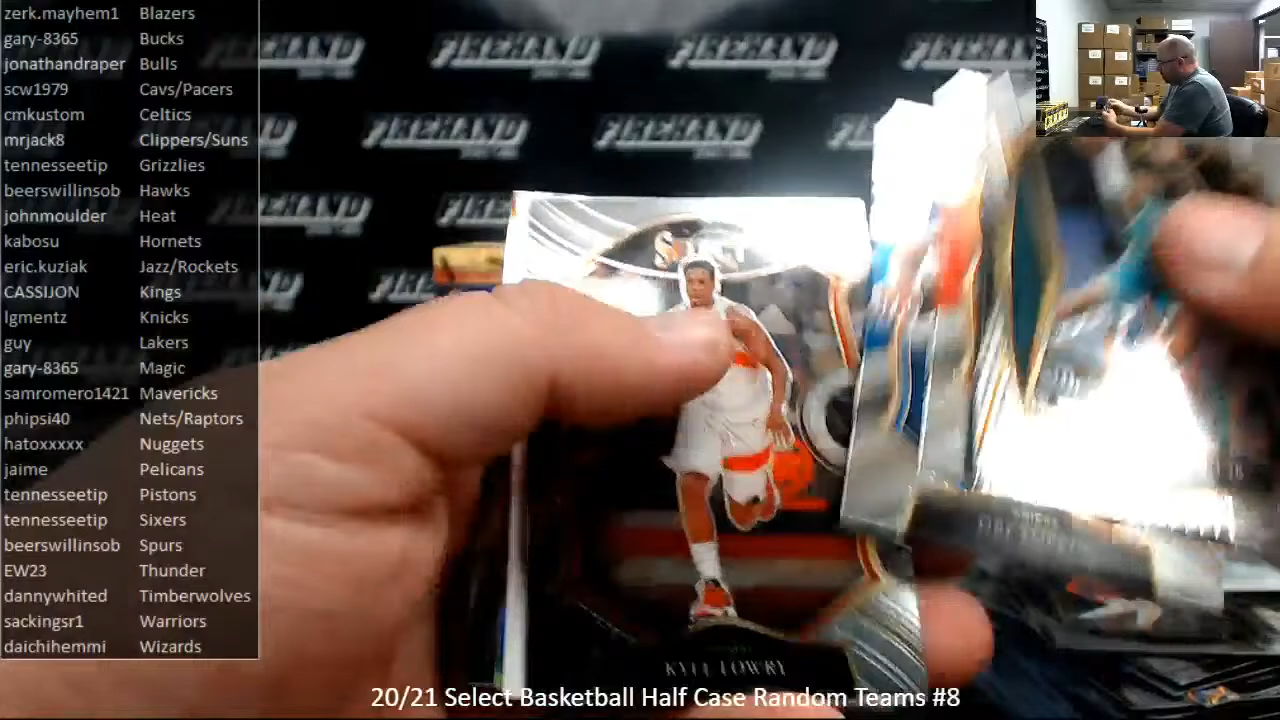 zerk.mayhem1 Blazers
gary-8365 Bucks
jonathandraper Bulls
scw1979 Cavs/Pacers
cmkustom Celtics
mrjack8 Clippers/Suns
tennesseetip Grizzlies
beerswillinsob Hawks
johnmoulder Heat
kabosu Hornets
eric.kuziak Jazz/Rockets
CASSIJON Kings
lgmentz Knicks
guy Lakers
gary-8365 Magic
samromero1421 Mavericks
phipsi40 Nets/Raptors
hatoxxxxx Nuggets
jaime Pelicans
tennesseetip Pistons
tennesseetip Sixers
beerswillinsob Spurs
EW23 Thunder
dannywhited Timberwolves
sackingsr1 Warriors
daichihemmi Wizards
FIREHAND FIREHAND FIREHAND FIREHAND
FIREHAND FIREHAND
FIREHAND
KYLE LOWRY
20/21 Select Basketball Half Case Random Teams #8